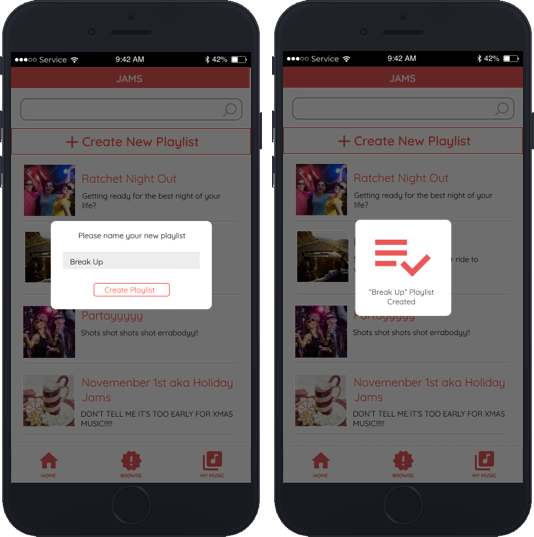 ●●●○○ Service 9:42 AM 42%
JAMS
+ Create New Playlist
Ratchet Night Out
Getting ready for the best night of your
life?
Please name your new playlist
Break Up
Create Playlist
Partayyyyy
Shots shots shots errabodyy!!
Novemenber 1st aka Holiday
Jams
DON'T TELL ME IT'S TOO EARLY FOR XMAS
MUSIC!!!!!
HOME BROWSE MY MUSIC
●●●○○ Service 9:42 AM 42%
JAMS
+ Create New Playlist
Ratchet Night Out
Getting ready for the best night of your
life?
r ride to
"Break Up" Playlist
Created
Shots shots shots errabodyy!!
Novemenber 1st aka Holiday
Jams
DON'T TELL ME IT'S TOO EARLY FOR XMAS
MUSIC!!!!!
HOME BROWSE MY MUSIC